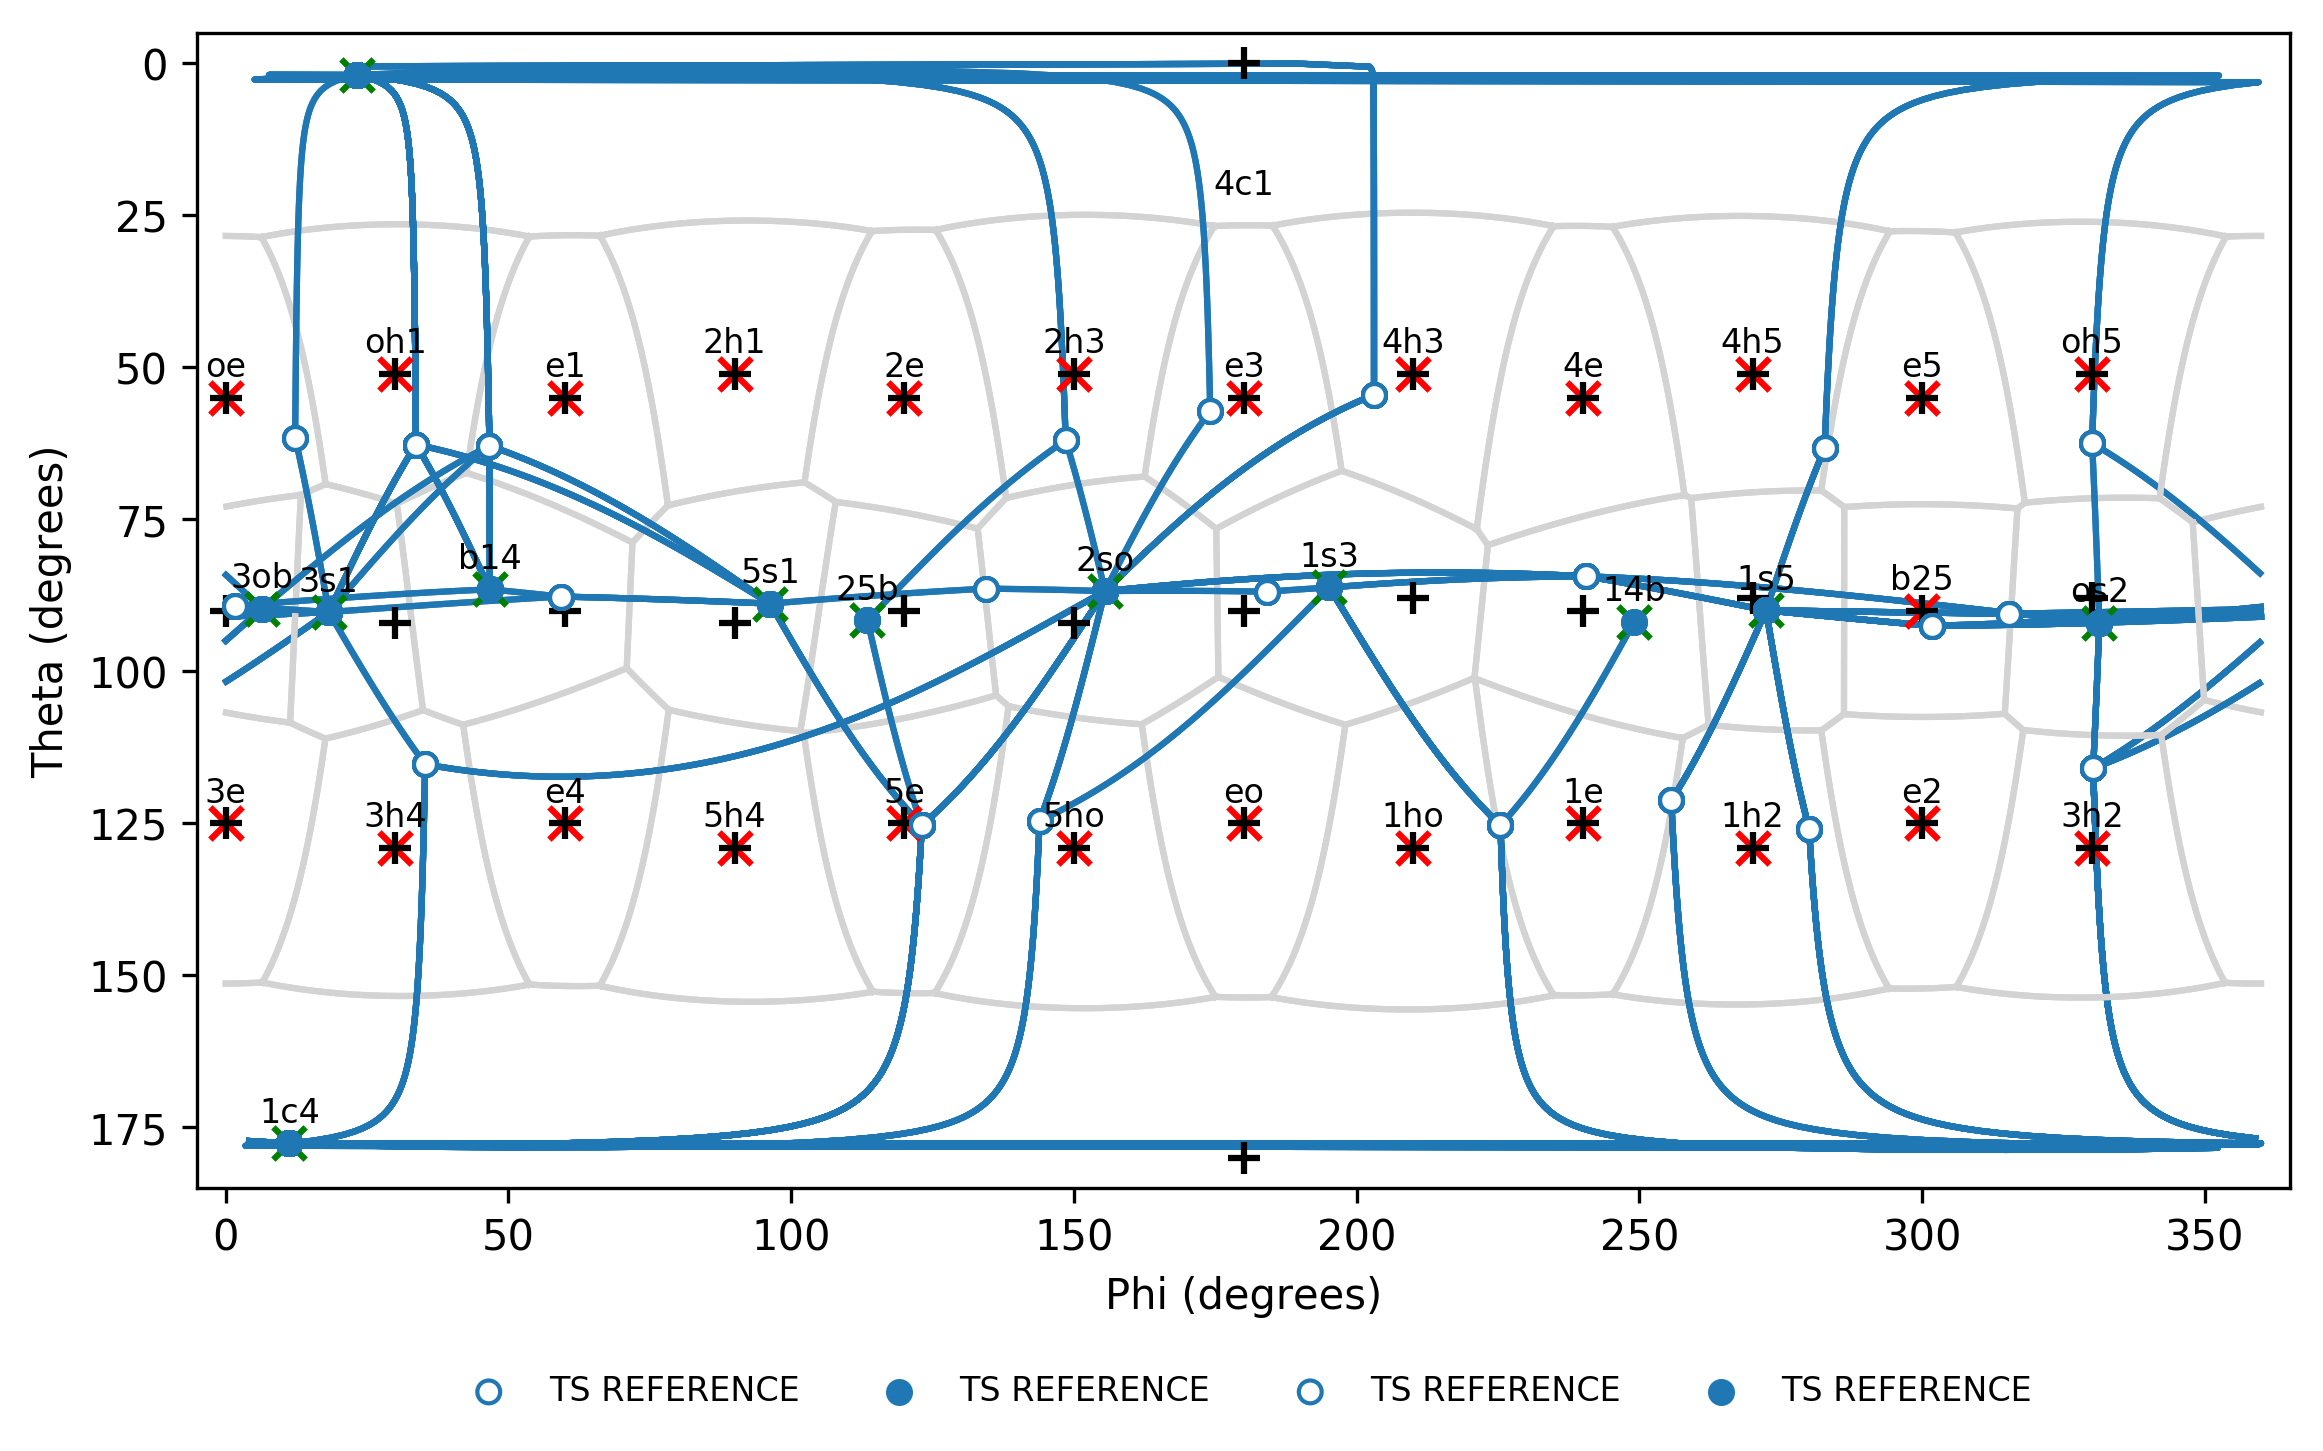 0
4c1
25
oh1 2h1 2h3 4h3 4h5 oh5
oe e1 2e e3 4e e5
50
75
3ob 3s1 b14 5s1 25b 2so 1s3 14b 1s5 b25 os2
100
3e e4 5e eo 1e e2
3h4 5h4 5ho 1ho 1h2 3h2
125
150
1c4
175
Theta (degrees)
0 50 100 150 200 250 300 350
Phi (degrees)
TS REFERENCE TS REFERENCE TS REFERENCE TS REFERENCE